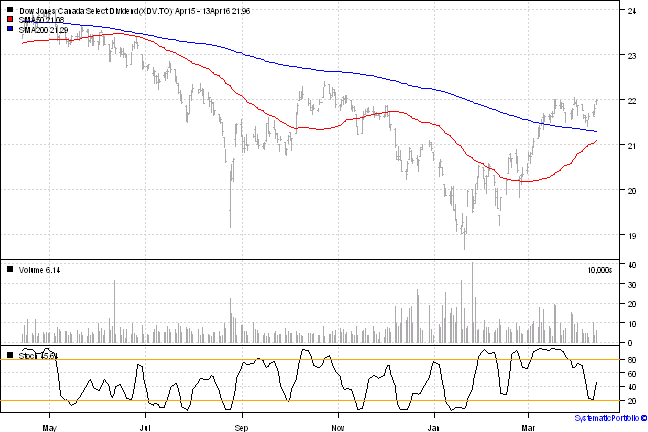 Dow Jones Canada Select Dividend(XDV.TO) Apr15 - 13Apr16 21.96
SMA50 21.08
SMA200 21.29
24
23
22
21
20
19
Volume 6.14
10,000s
40
30
20
10
0
Stoch 45.64
80
60
40
20
May
Jul
Sep
Nov
Jan
Mar
SystematicPortfolio ©